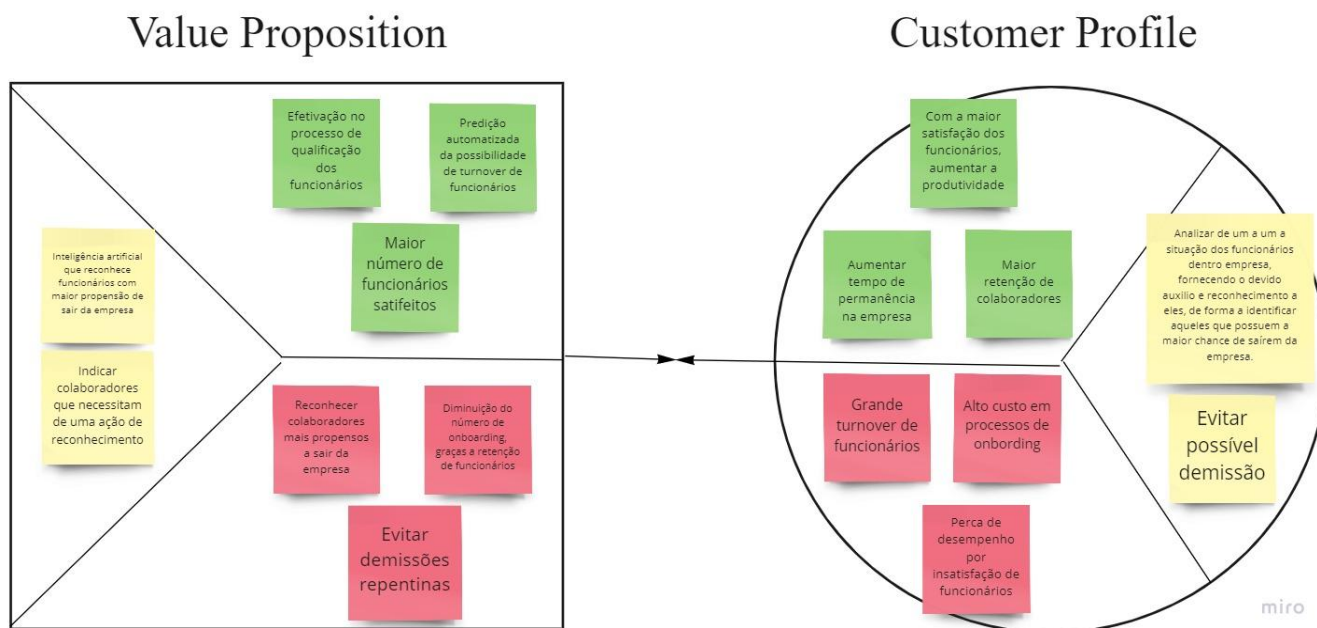 Value Proposition
Customer Profile
Efetivação no
processo de
qualificação
dos
funcionários
Predição
automatizada
da possibilidade
de turnover de
funcionários
Maior
número de
funcionários
satifeitos
Inteligência artificial
que reconhece
funcionários com
maior propensão de
sair da empresa
Indicar
colaboradores
que necessitam
de uma ação de
reconhecimento
Reconhecer
colaboradores
mais propensos
a sair da
empresa
Diminuição do
número de
onboarding,
graças a retenção
de funcionários
Evitar
demissões
repentinas
Com a maior
satisfação dos
funcionários,
aumentar a
produtividade
Aumentar
tempo de
permanência
na empresa
Maior
retenção de
colaboradores
Analizar de um a um a
situação dos funcionários
dentro empresa,
fornecendo o devido
auxilio e reconhecimento a
eles, de forma a identificar
aqueles que possuem a
maior chance de saírem da
empresa.
Grande
turnover de
funcionários
Alto custo em
processos de
onbording
Evitar
possível
demissão
Perca de
desempenho
por
insatisfação de
funcionários
miro